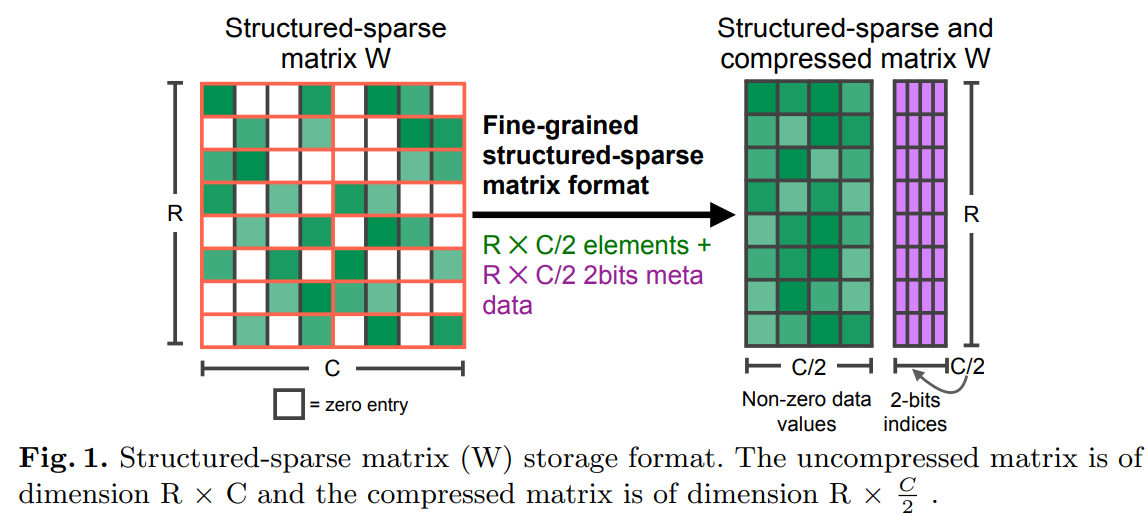 Structured-sparse
matrix W
Structured-sparse and
compressed matrix W
R
C
= zero entry
Fine-grained
structured-sparse
matrix format
R × C/2 elements +
R × C/2 2bits meta
data
R
C/2
C/2
Non-zero data
values
2-bits
indices
Fig. 1. Structured-sparse matrix (W) storage format. The uncompressed matrix is of
dimension R × C and the compressed matrix is of dimension R × C/2 .